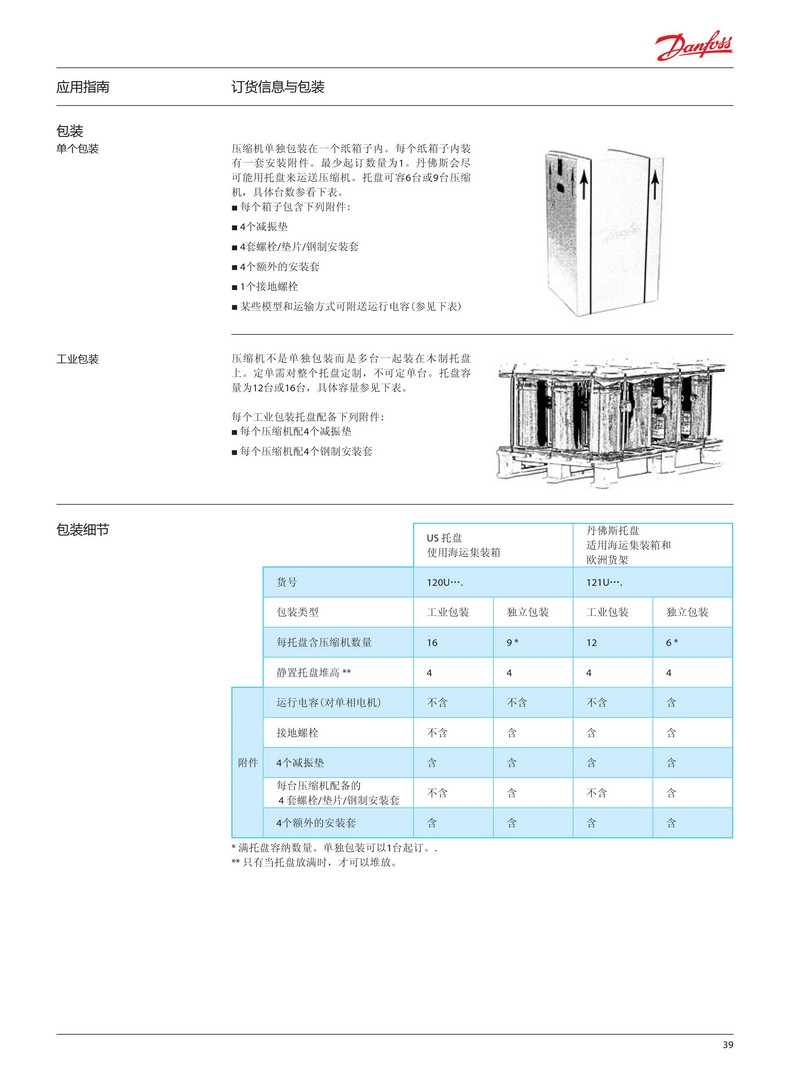 Danfoss
应用指南
订货信息与包装
包装
单个包装
压缩机单独包装在一个纸箱子内。每个纸箱子内装
有一套安装附件。最少起订数量为1。丹佛斯会尽
可能用托盘来运送压缩机。托盘可容6台或9台压缩
机，具体台数参看下表。
■ 每个箱子包含下列附件:
■ 4个减振垫
■ 4套螺栓/垫片/钢制安装套
■ 4个额外的安装套
■ 1个接地螺栓
■ 某些模型和运输方式可附送运行电容(参见下表)
工业包装
压缩机不是单独包装而是多台一起装在木制托盘
上。定单需对整个托盘定制，不可定单台。托盘容
量为12台或16台，具体容量参见下表。
每个工业包装托盘配备下列附件:
■ 每个压缩机配4个减振垫
■ 每个压缩机配4个钢制安装套
包装细节
US 托盘
使用海运集装箱
丹佛斯托盘
适用海运集装箱和
欧洲货架
货号 120U···. 121U···.
包装类型 工业包装 独立包装 工业包装 独立包装
每托盘含压缩机数量 16 9 * 12 6 *
静置托盘堆高 ** 4 4 4 4
附件
运行电容(对单相电机) 不含 不含 不含 含
接地螺栓 不含 含 含 含
4个减振垫 含 含 含 含
每台压缩机配备的
4 套螺栓/垫片/钢制安装套 不含 含 不含 含
4个额外的安装套 含 含 含 含
* 满托盘容纳数量。单独包装可以1台起订。.
** 只有当托盘放满时，才可以堆放。
39